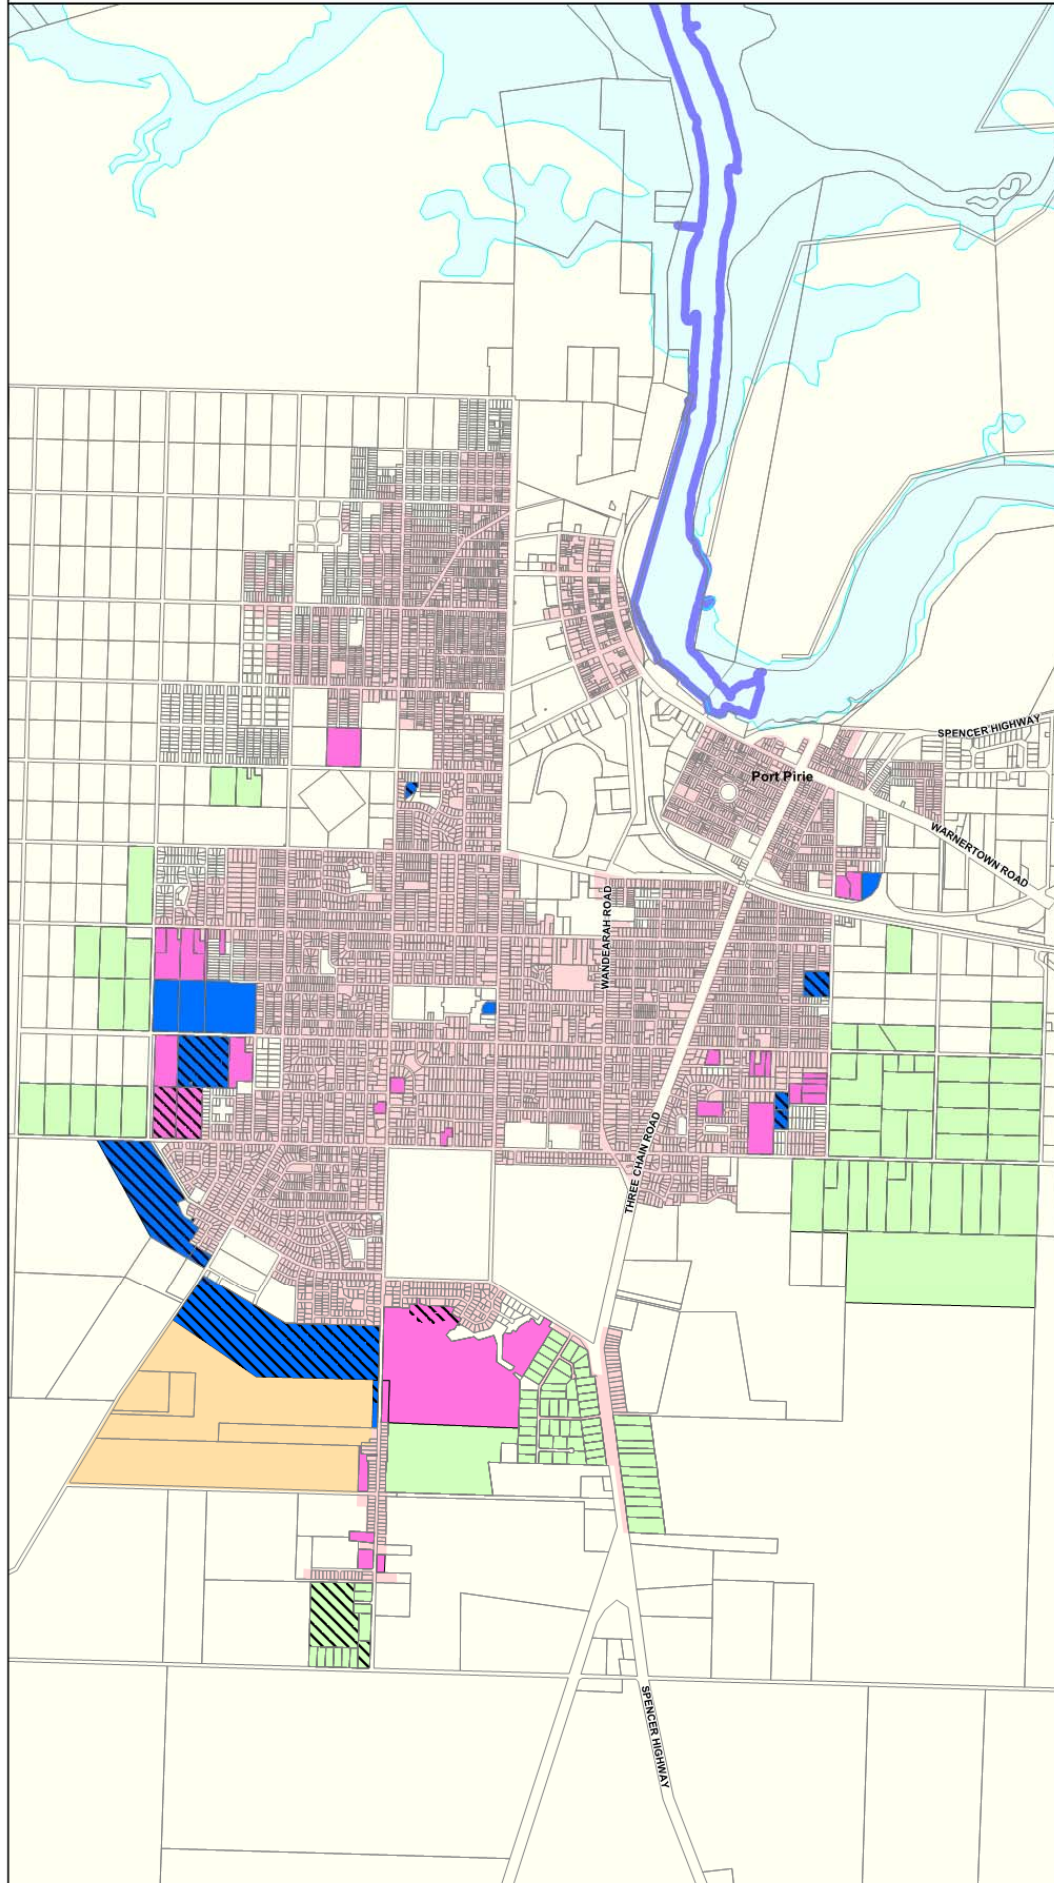 SPENCER HIGHWAY
Port Pirie
WARNERTOWN ROAD
WANDEARAH ROAD
THREE CHAIN ROAD
SPENCER HIGHWAY